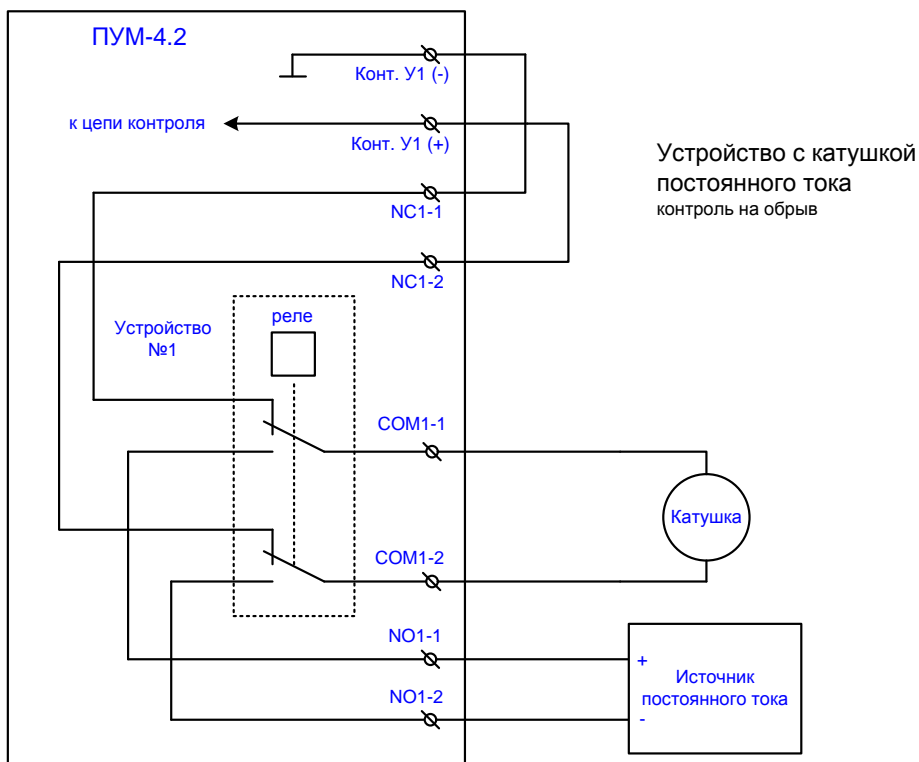 ПУМ-4.2
Конт. У1 (-)
к цепи контроля
Конт. У1 (+)
Устройство с катушкой
постоянного тока
контроль на обрыв
NC1-1
NC1-2
реле
Устройство
№1
COM1-1
Катушка
COM1-2
NO1-1
+
Источник
постоянного тока
-
NO1-2